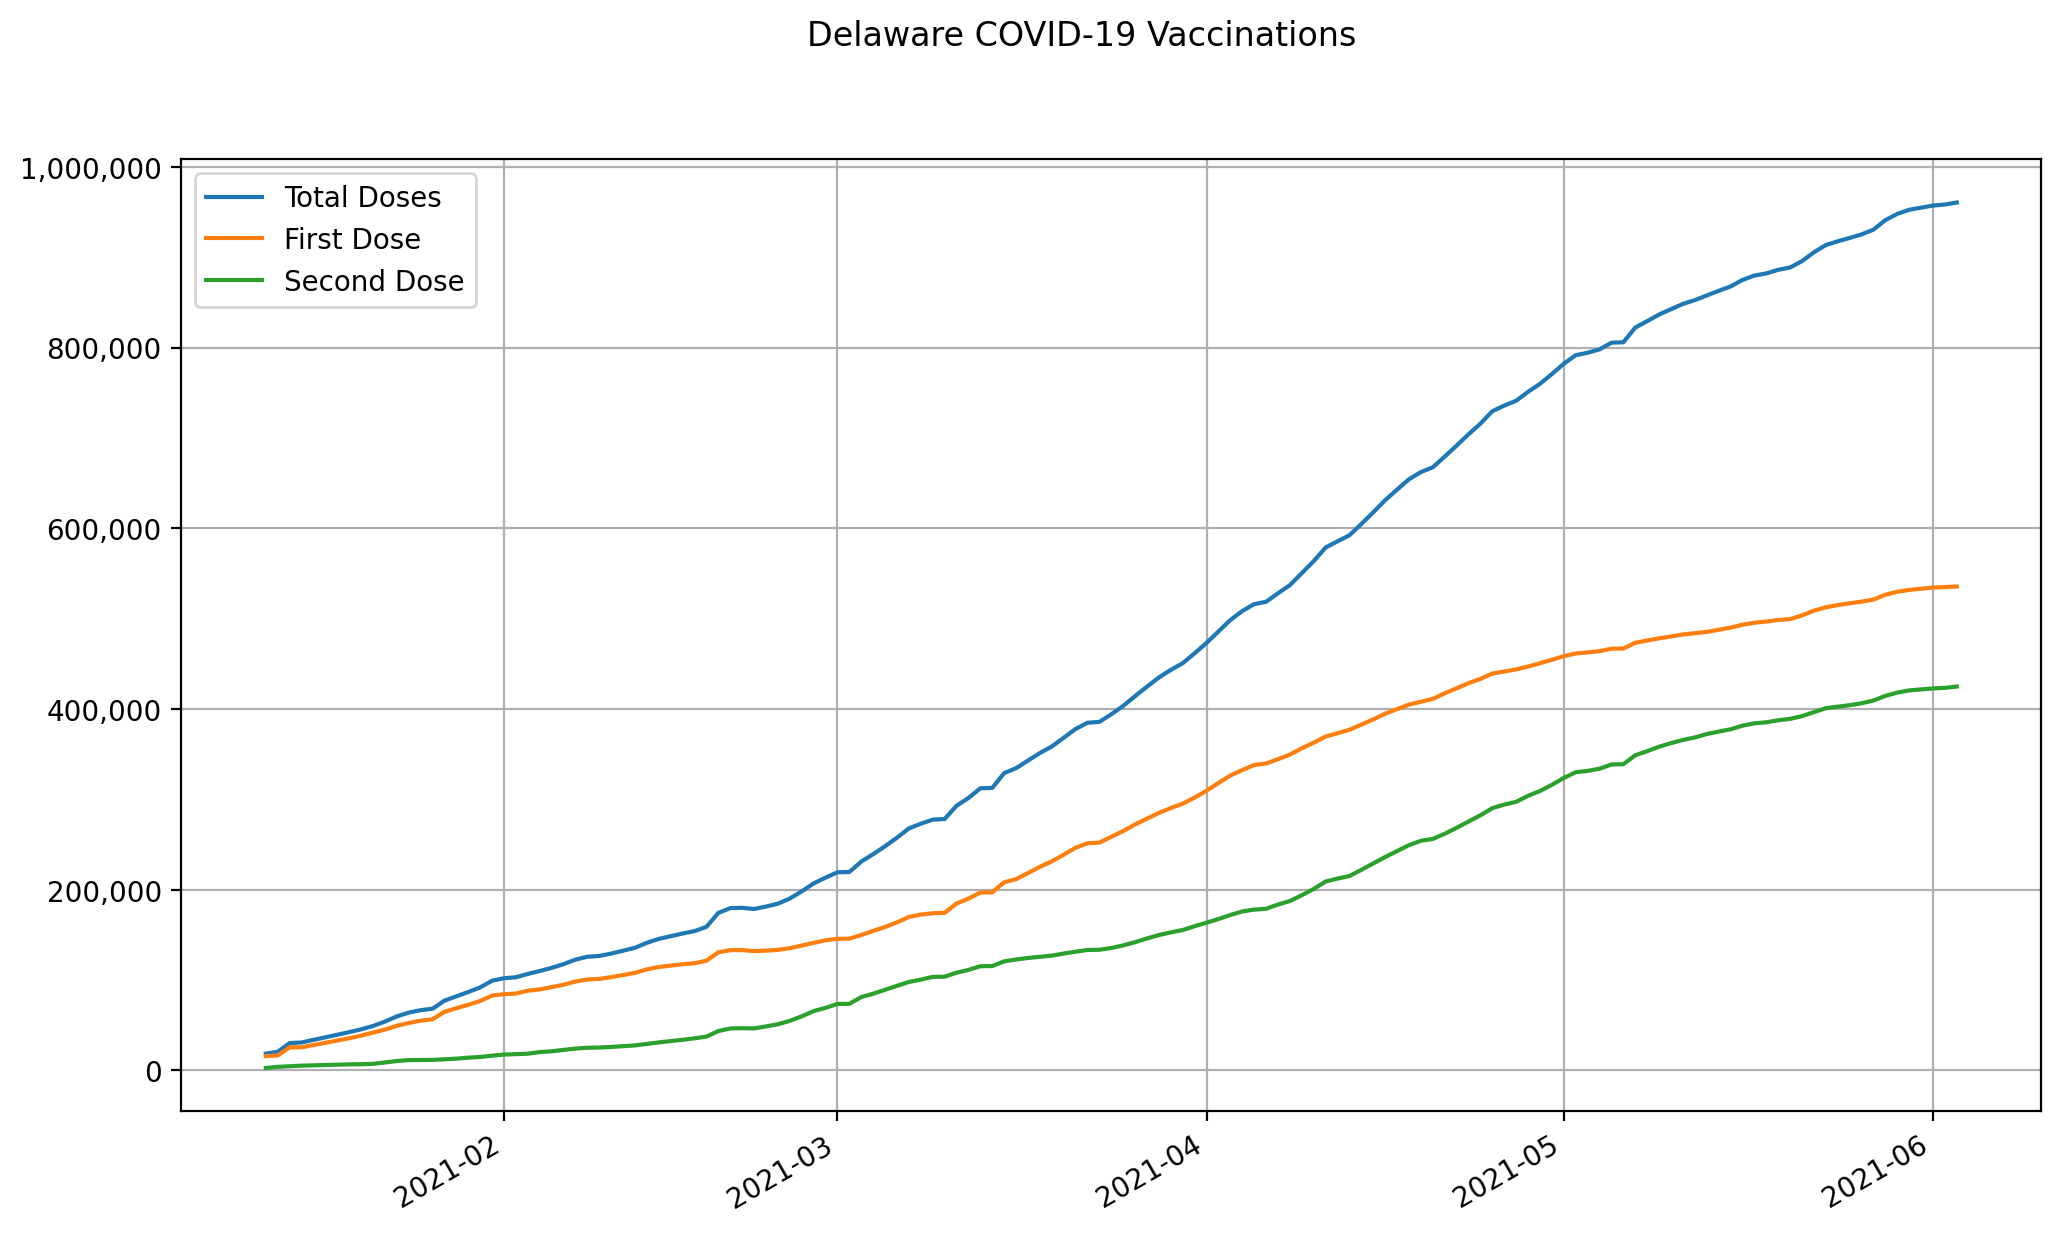 Delaware COVID-19 Vaccinations
1,000,000
800,000
600,000
400,000
200,000
0
Total Doses
First Dose
Second Dose
2021-02
2021-03
2021-04
2021-05
2021-06